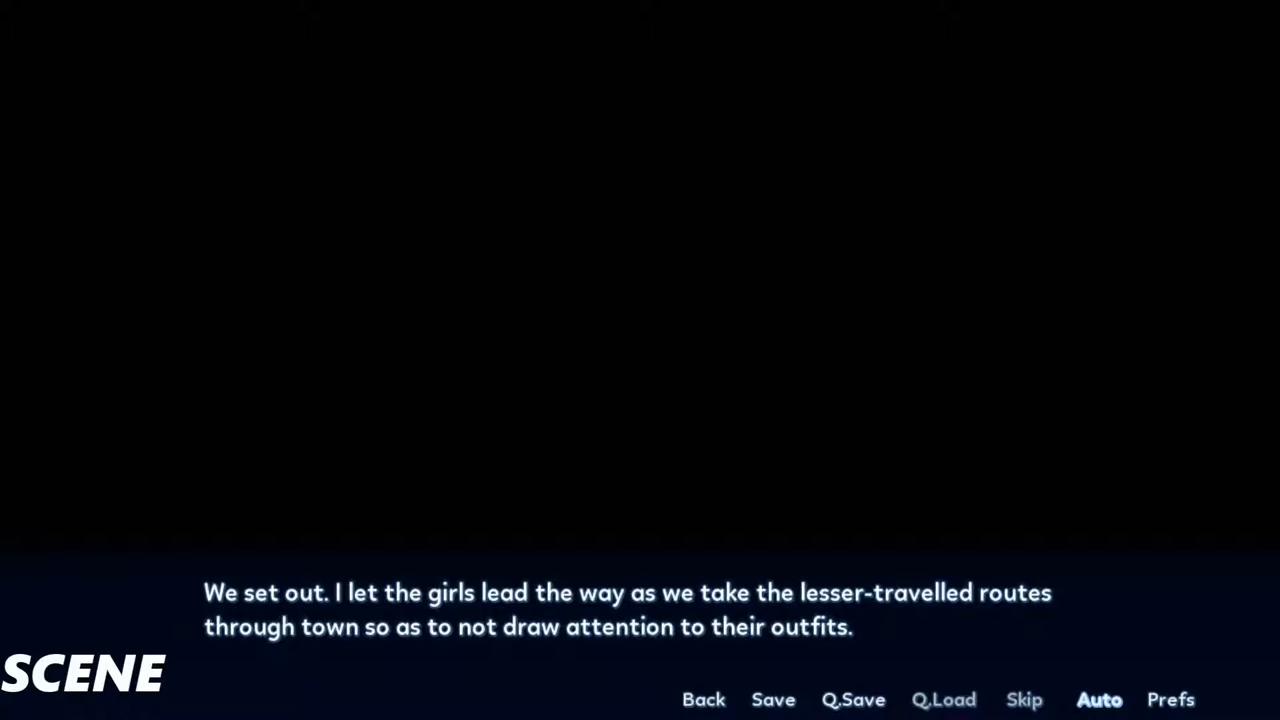 We set out. I let the girls lead the way as we take the lesser-travelled routes
through town so as to not draw attention to their outfits.
SCENE
Back Save Q.Save Q.Load Skip Auto Prefs